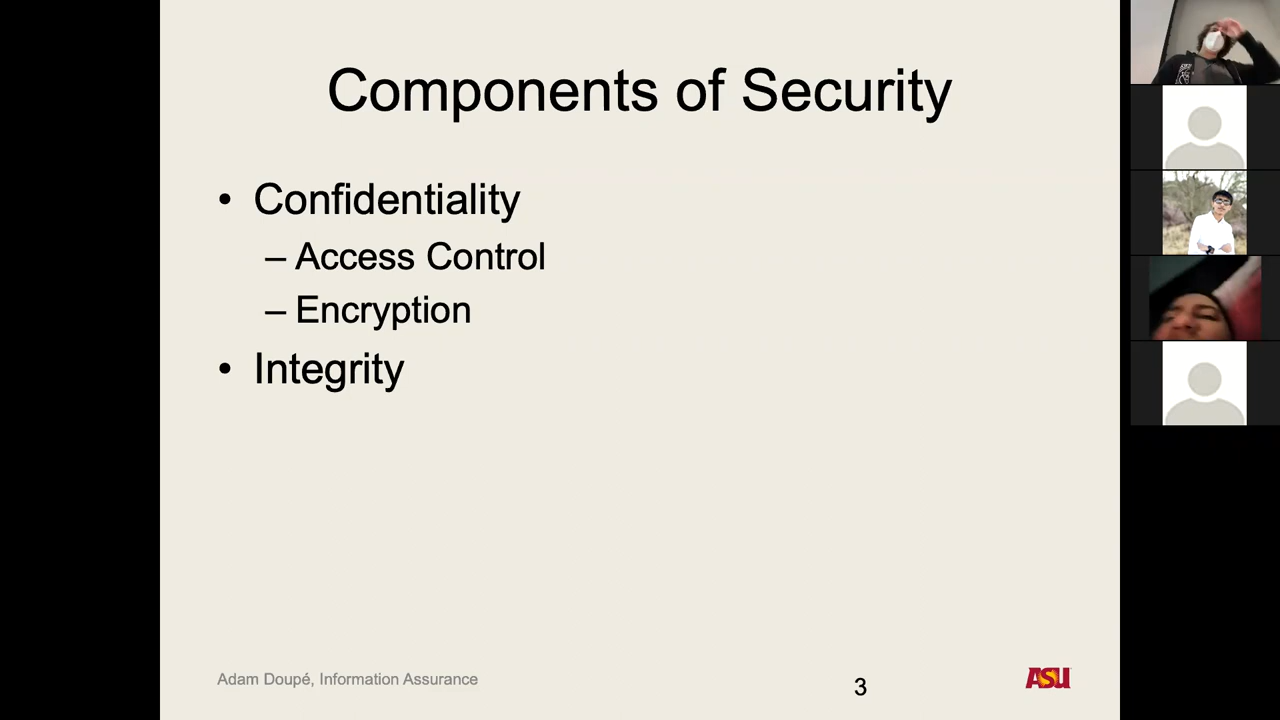 Components of Security
• Confidentiality
– Access Control
– Encryption
• Integrity
Adam Doupé, Information Assurance
3
ASU